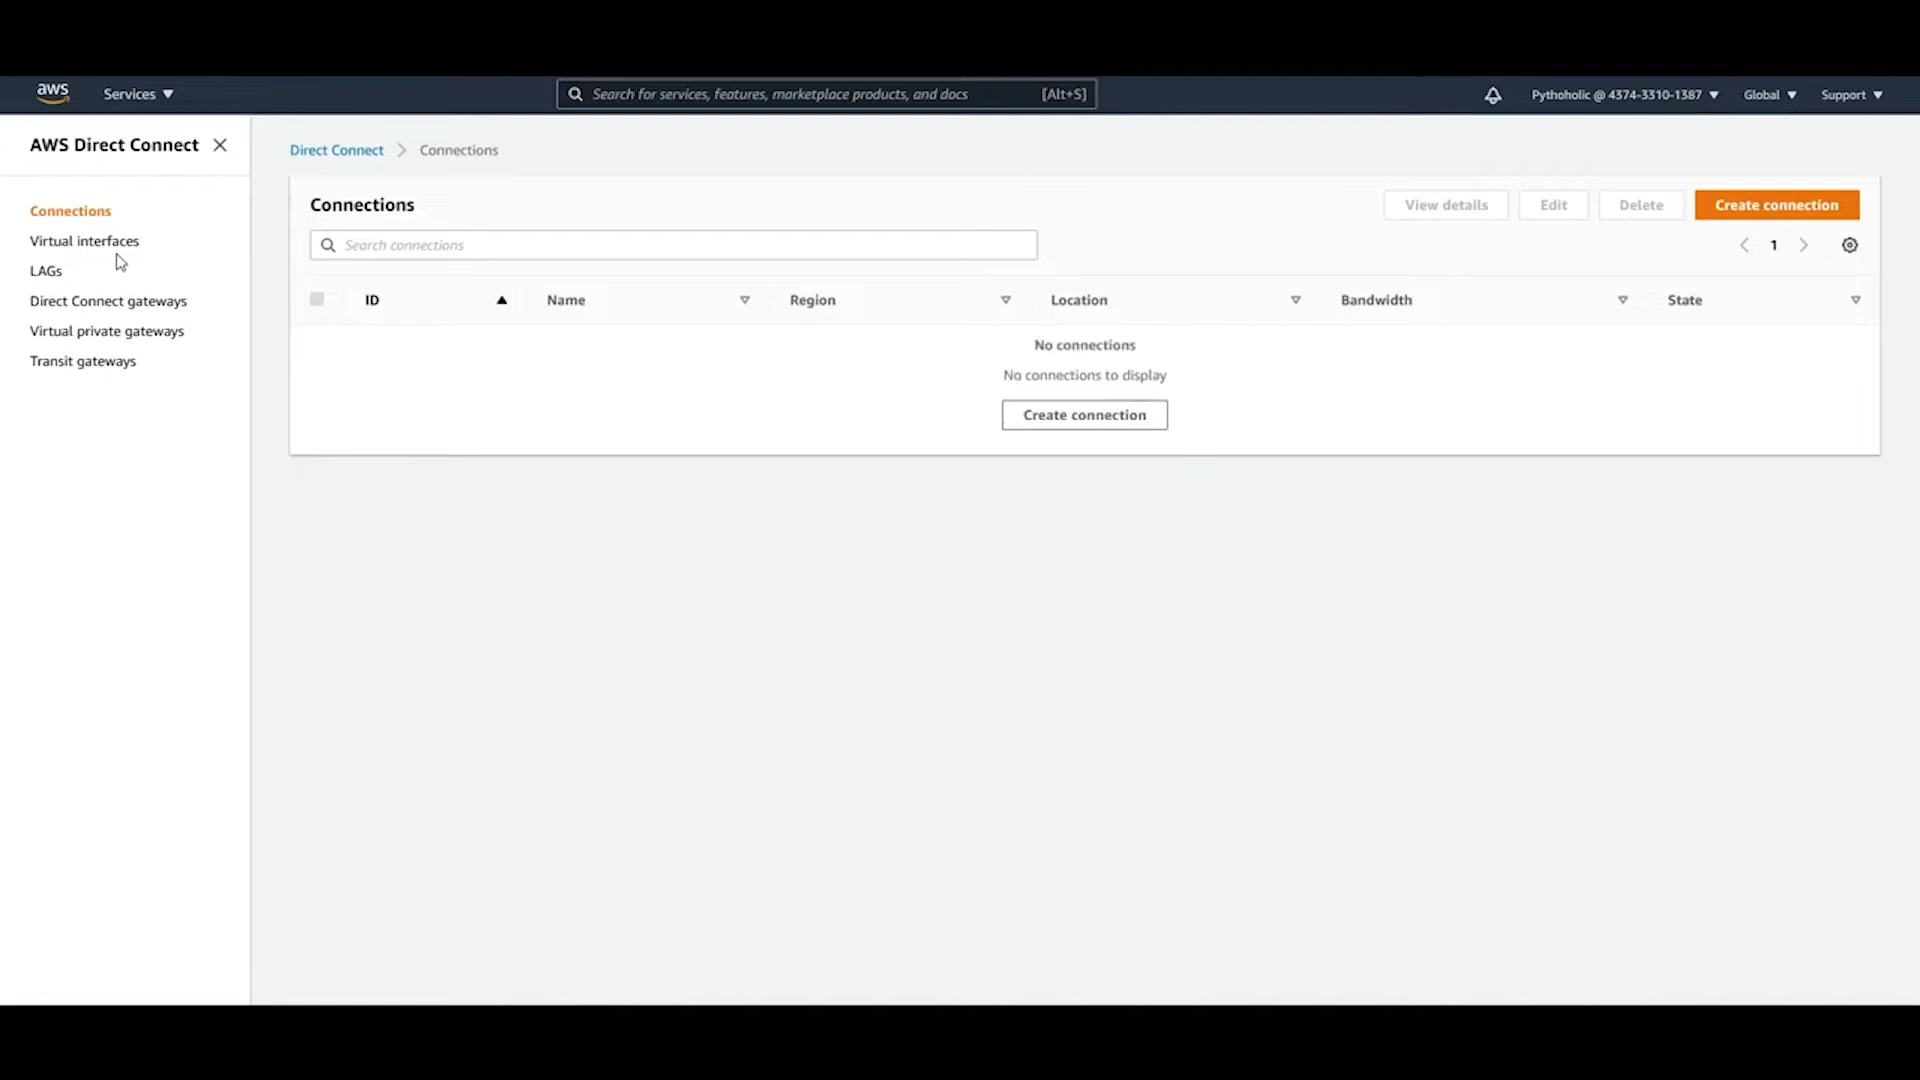 aws Services Search for services, features, marketplace products, and docs [Alt+S] Pythoholic @ 4374-3310-1387 Global Support
AWS Direct Connect
Connections
Virtual interfaces
LAGs
Direct Connect gateways
Virtual private gateways
Transit gateways
Direct Connect Connections
Connections View details Edit Delete Create connection
Search connections 1
ID Name Region Location Bandwidth State
No connections
No connections to display
Create connection